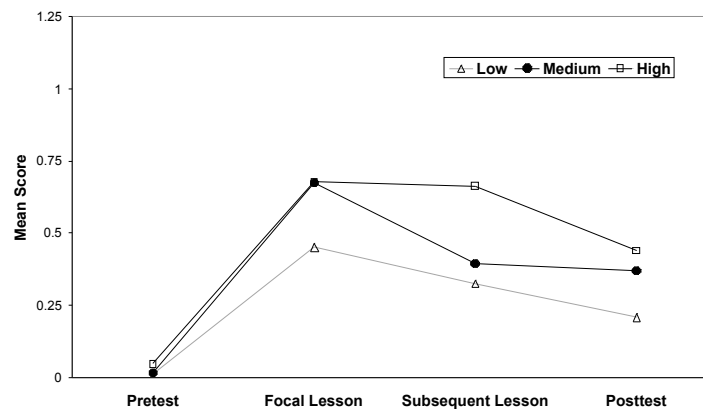 1.25
Low Medium High
1
0.75
Mean Score
0.5
0.25
0
Pretest Focal Lesson Subsequent Lesson Posttest